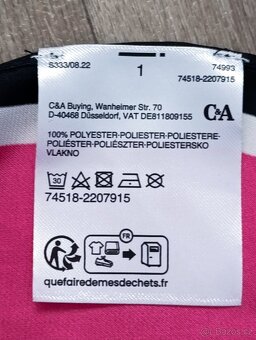 S333/08.22
1
74993
74518-2207915
C&A Buying, Wanheimer Str. 70
D-40468 Düsseldorf, VAT DE811809155
C&A
100% POLYESTER-POLIESTER-POLIESTERE-
POLIÉSTER-POLIÉSZTER-POLIESTERSKO
VLAKNO
30
74518-2207915
FR
quefairedemesdechets.fr